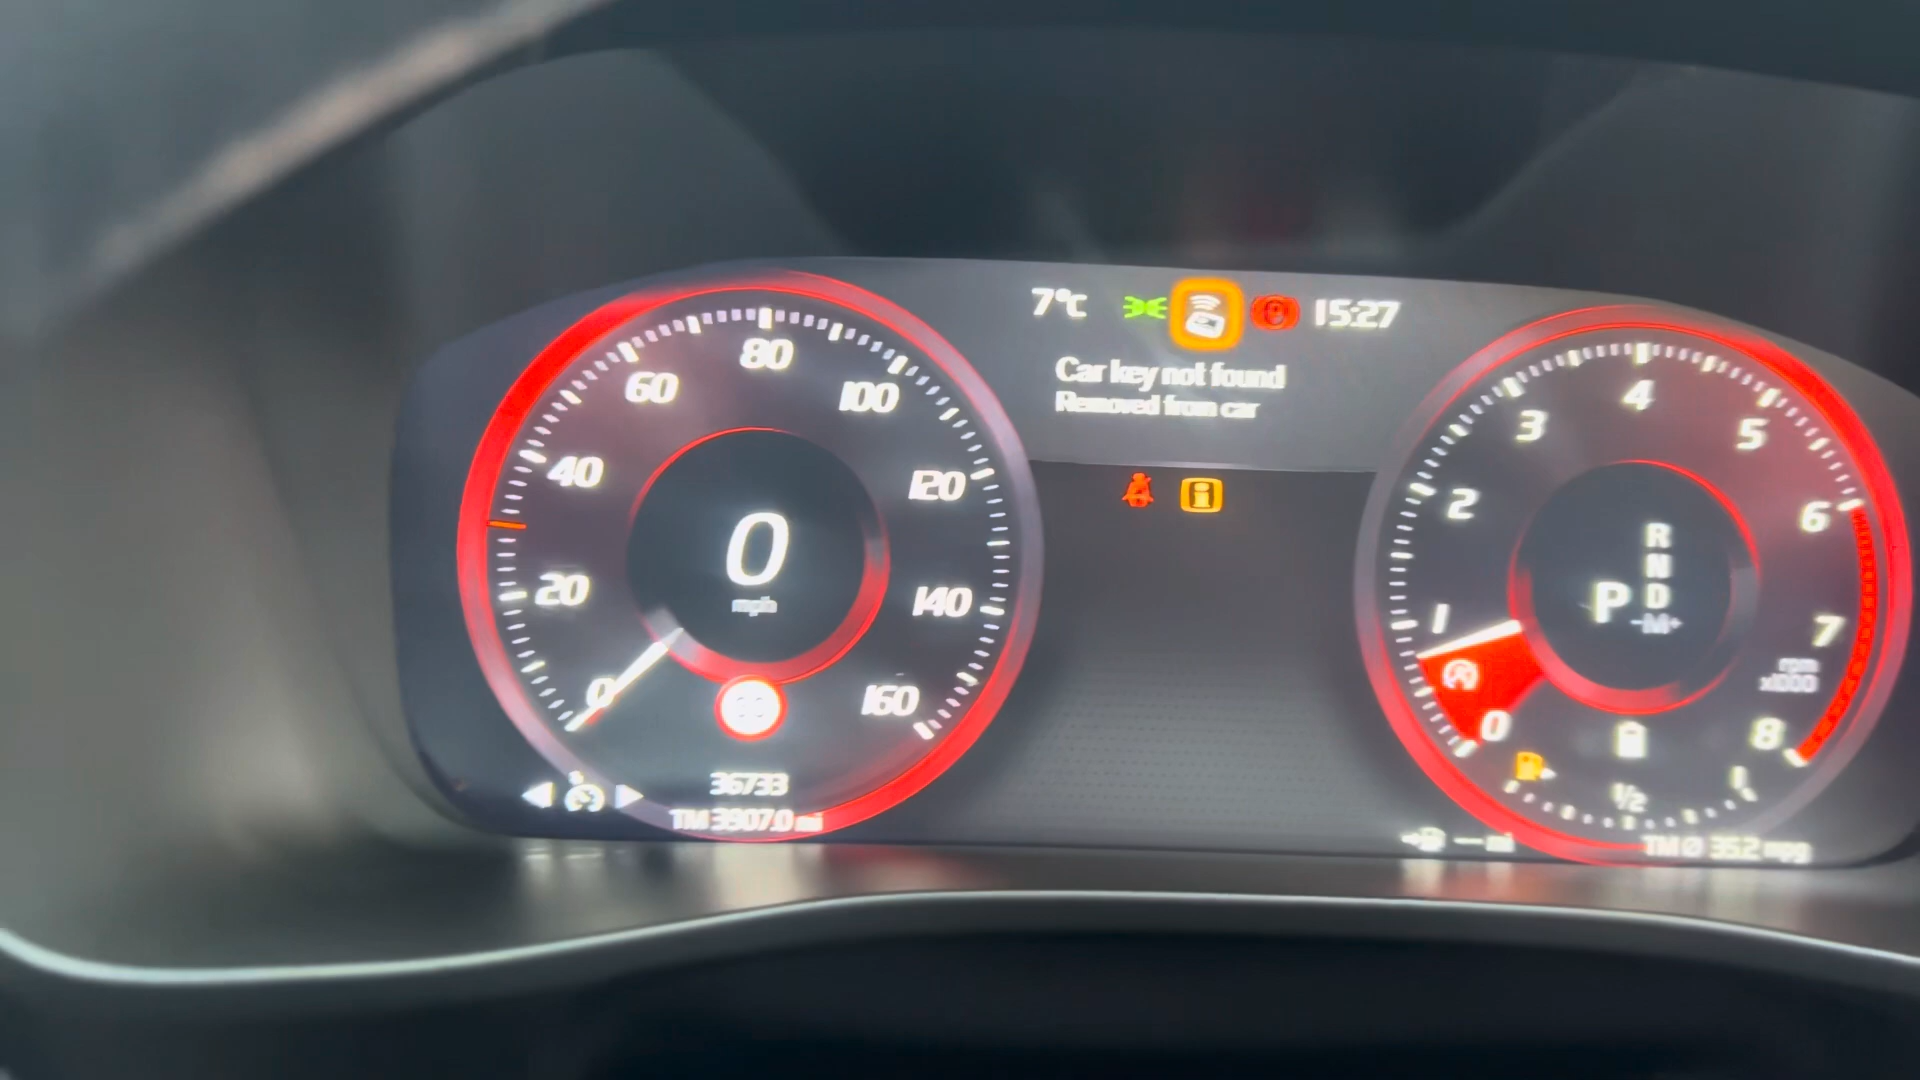 7°C 15:27
Car key not found
Removed from car
0 20 40 60 80 100 120 140 160
0
mph
36733
TM 3907.0 mi
0 1 2 3 4 5 6 7 8
R
N
P D
-M+
rpm
x1000
1/2 1
-- mi
TM Ø 35.2 mpg